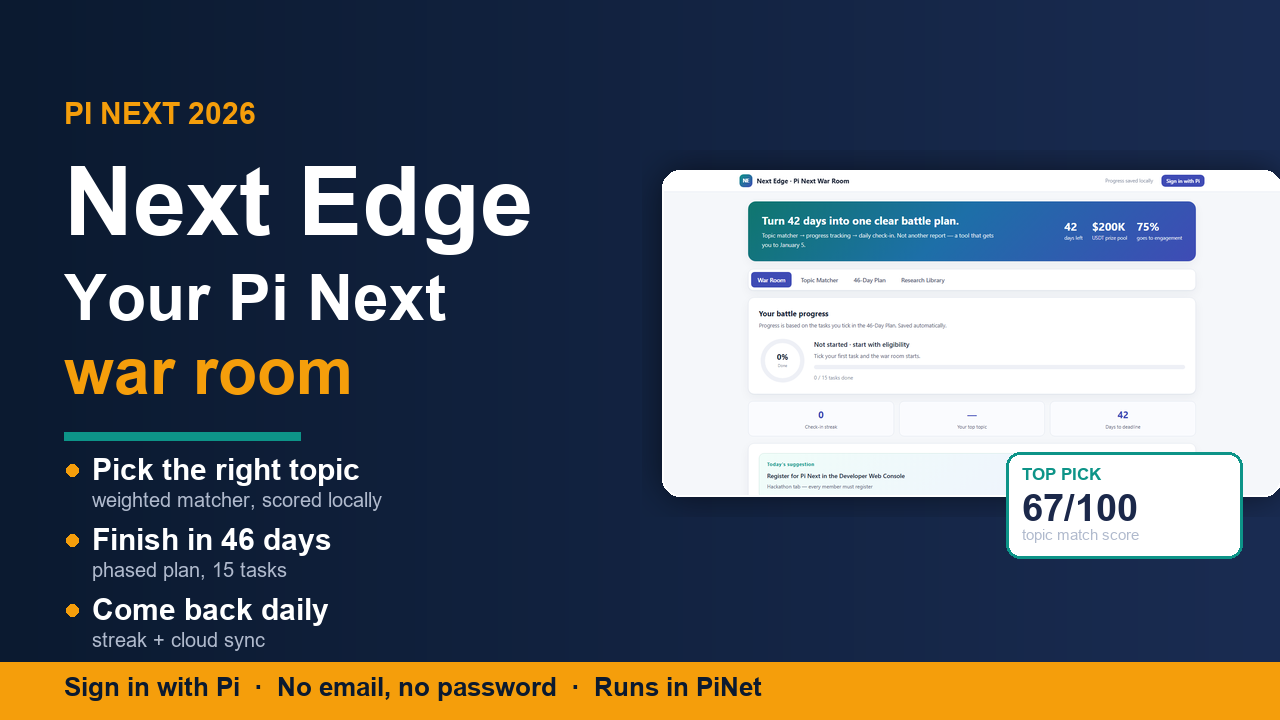 PI NEXT 2026
Next Edge
Your Pi Next
war room
Pick the right topic
weighted matcher, scored locally
Finish in 46 days
phased plan, 15 tasks
Come back daily
streak + cloud sync
NE
Next Edge · Pi Next War Room
Progress saved locally
Sign in with Pi
Turn 42 days into one clear battle plan.
Topic matcher → progress tracking → daily check-in. Not another report — a tool that gets
you to January 5.
42
days left
$200K
USDT prize pool
75%
goes to engagement
War Room
Topic Matcher
46-Day Plan
Research Library
Your battle progress
Progress is based on the tasks you tick in the 46-Day Plan. Saved automatically.
0%
Done
Not started · start with eligibility
Tick your first task and the war room starts.
0 / 15 tasks done
0
Check-in streak
—
Your top topic
42
Days to deadline
Today's suggestion
Register for Pi Next in the Developer Web Console
Hackathon tab — every member must register
TOP PICK
67/100
topic match score
Sign in with Pi · No email, no password · Runs in PiNet